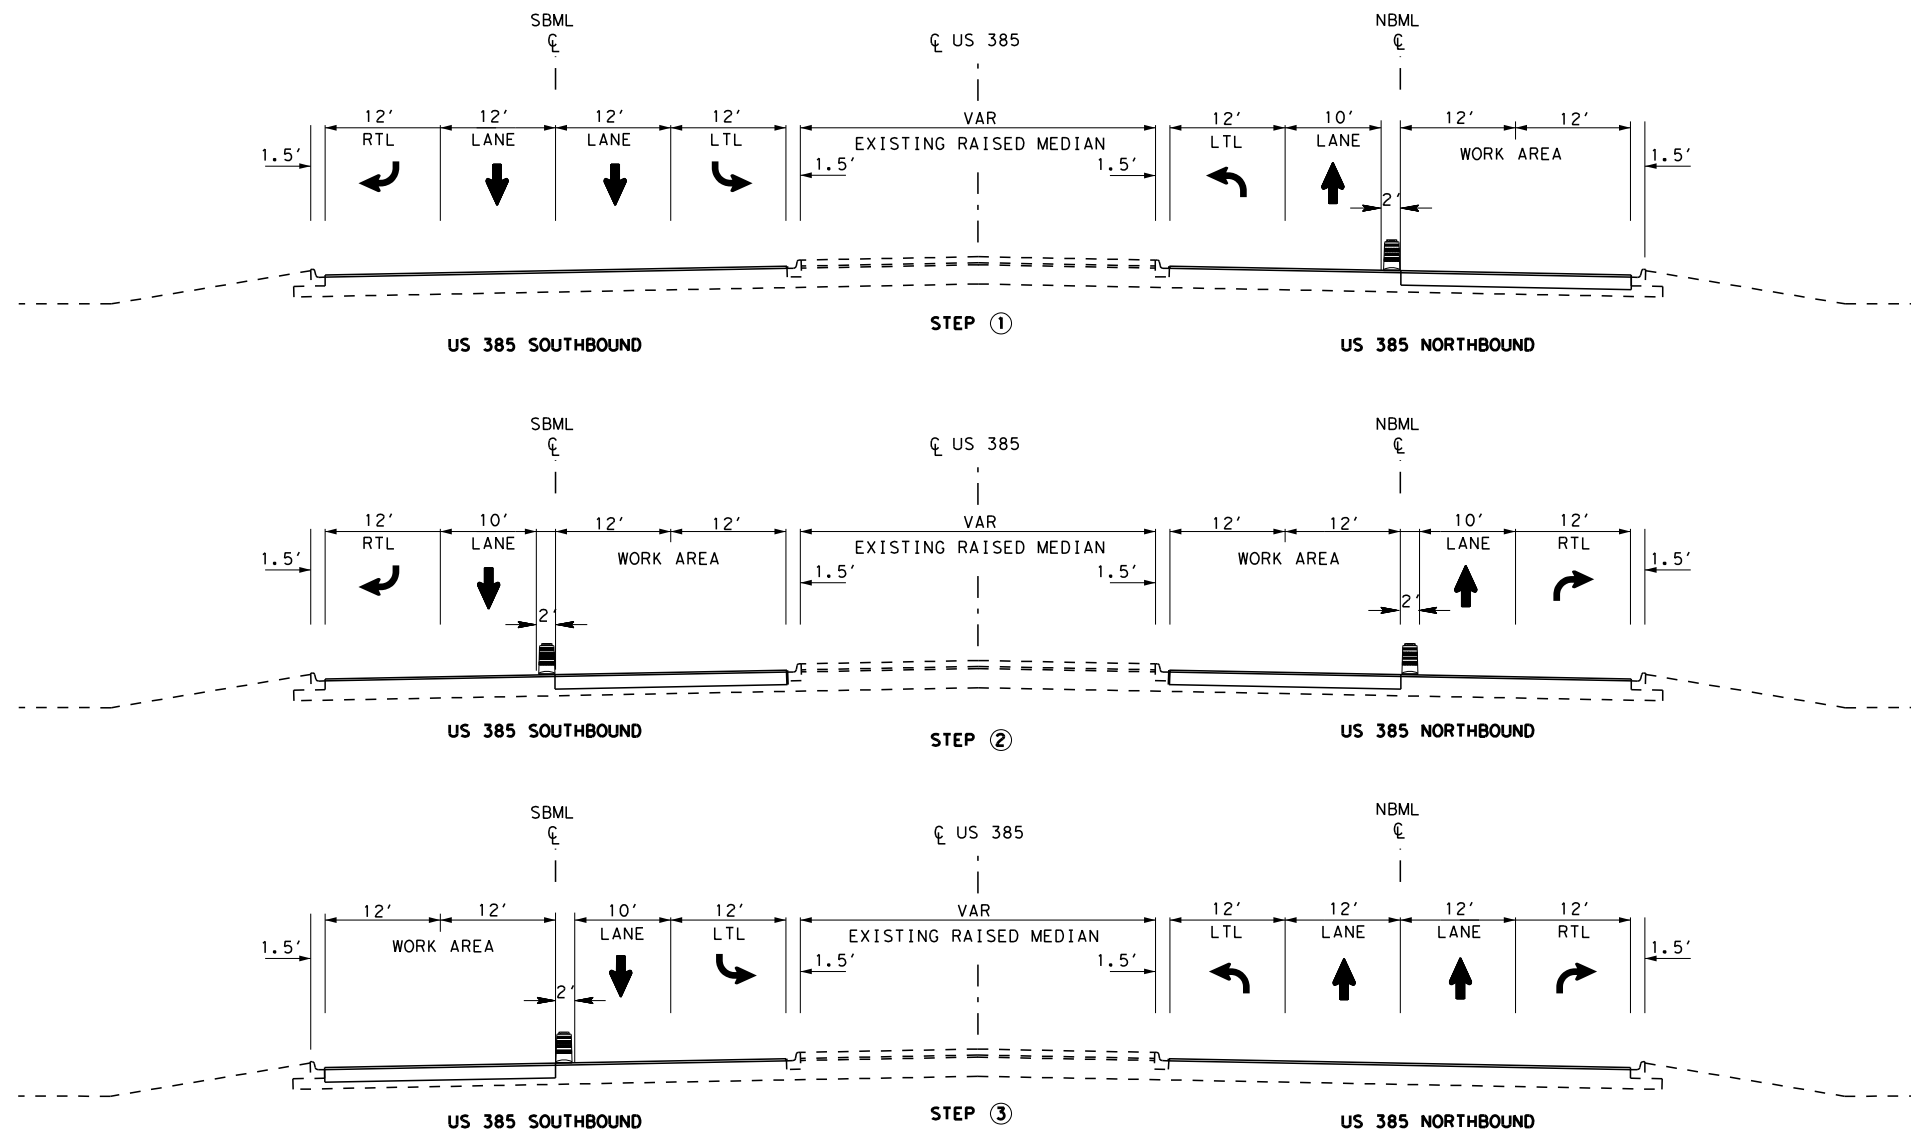 SBML
℄
℄ US 385
NBML
℄
12' 12' 12' 12' VAR 12' 10' 12' 12'
RTL LANE LANE LTL EXISTING RAISED MEDIAN LTL LANE WORK AREA
1.5' 1.5' 1.5' 1.5'
2'
STEP 1
US 385 SOUTHBOUND US 385 NORTHBOUND
SBML
℄
℄ US 385
NBML
℄
12' 10' 12' 12' VAR 12' 12' 10' 12'
RTL LANE WORK AREA EXISTING RAISED MEDIAN WORK AREA LANE RTL
1.5' 1.5' 1.5' 1.5'
2' 2'
US 385 SOUTHBOUND STEP 2 US 385 NORTHBOUND
SBML
℄
℄ US 385
NBML
℄
12' 12' 10' 12' VAR 12' 12' 12' 12'
WORK AREA LANE LTL EXISTING RAISED MEDIAN LTL LANE LANE RTL
1.5' 1.5' 1.5' 1.5'
2'
STEP 3
US 385 SOUTHBOUND US 385 NORTHBOUND